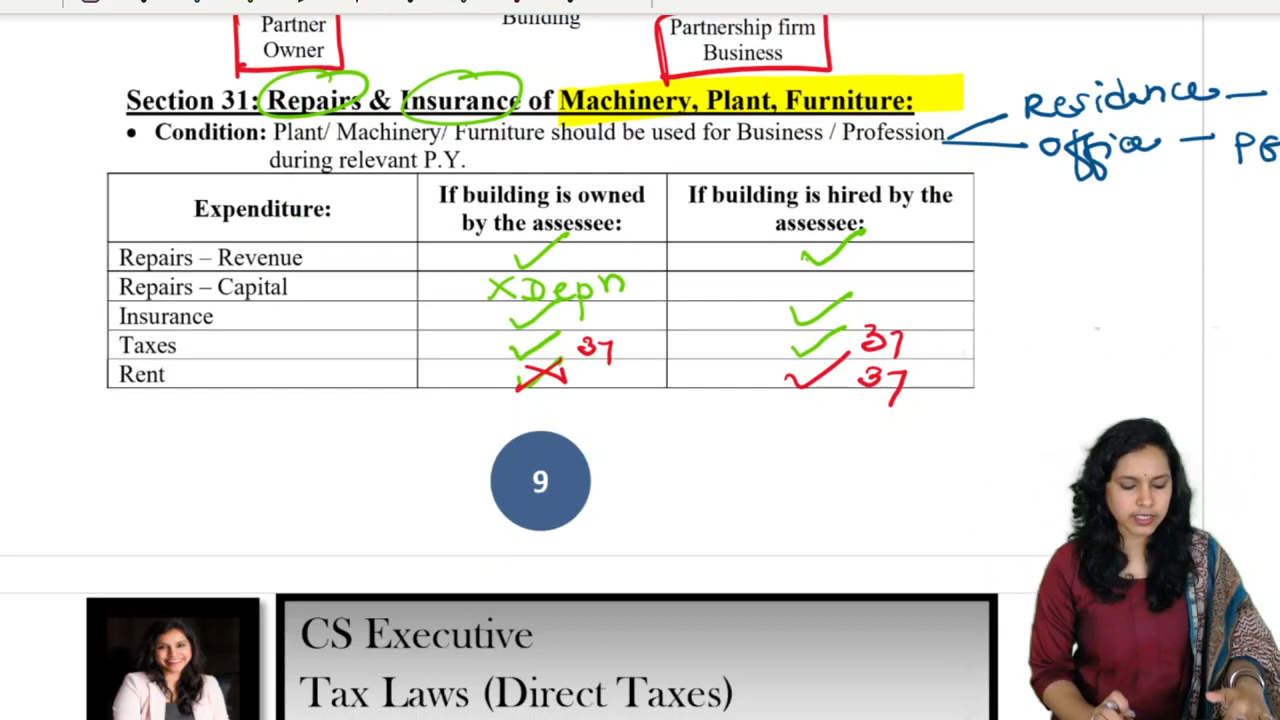 Partner
Owner
Building
Partnership firm
Business
Section 31: Repairs & Insurance of Machinery, Plant, Furniture:
• Condition: Plant/ Machinery/ Furniture should be used for Business / Profession
during relevant P.Y.
Residence –
Office –
Expenditure: If building is owned by the assessee: If building is hired by the assessee:
Repairs – Revenue ✓ ✓
Repairs – Capital X Depn
Insurance ✓ ✓
Taxes ✓ 37 ✓ 37
Rent X ✓ 37
9
CS Executive
Tax Laws (Direct Taxes)